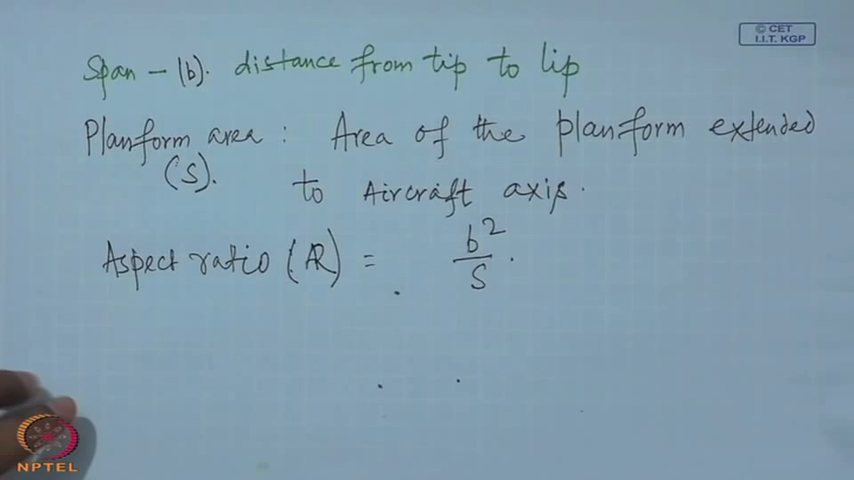 © CET
I.I.T. KGP
Span - (b). distance from tip to lip
Planform area : Area of the planform extended
(S). to Aircraft axis.
Aspect ratio (AR) = b²/S.
NPTEL